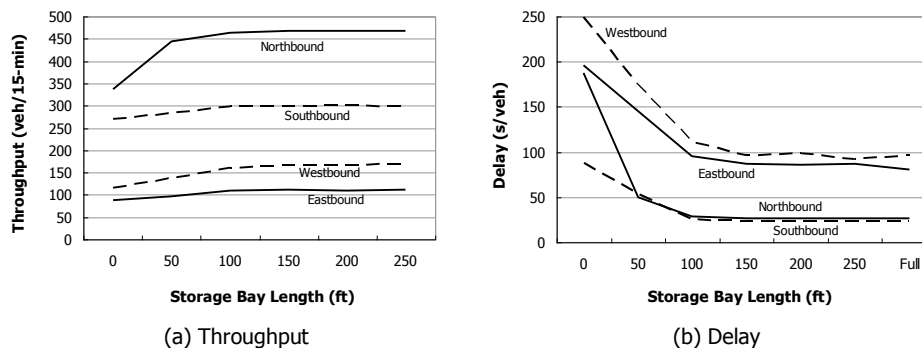 Throughput (veh/15-min)
500
450
400
350
300
250
200
150
100
50
0
Northbound
Southbound
Westbound
Eastbound
0 50 100 150 200 250
Storage Bay Length (ft)
(a) Throughput
Delay (s/veh)
250
200
150
100
50
0
Westbound
Eastbound
Northbound
Southbound
0 50 100 150 200 250 Full
Storage Bay Length (ft)
(b) Delay